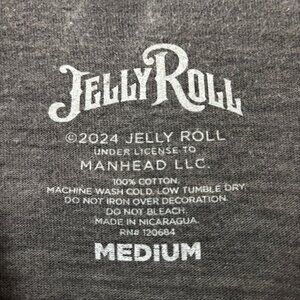 JELLY ROLL
©2024 JELLY ROLL
UNDER LICENSE TO
MANHEAD LLC.
100% COTTON.
MACHINE WASH COLD. LOW TUMBLE DRY.
DO NOT IRON OVER DECORATION.
DO NOT BLEACH.
MADE IN NICARAGUA
RN# 120684
MEDIUM